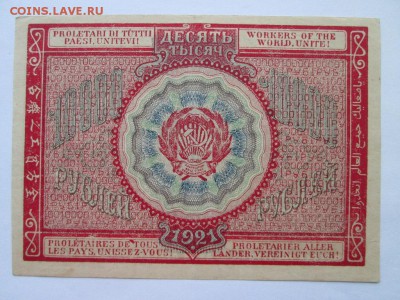 COINS.LAVE.RU
PROLETARI DI TUTTI I
PAESI, UNITEVI!
ДЕСЯТЬ
ТЫСЯЧ
WORKERS OF
THE WORLD, UNITE!
10000
10000
РУБЛЕЙ
РУБЛЕЙ
1921
PROLÉTAIRES DE TOUS
LES PAYS, UNISSEZ-VOUS!
PROLETARIER ALLER
LÄNDER, VEREINIGT EUCH!